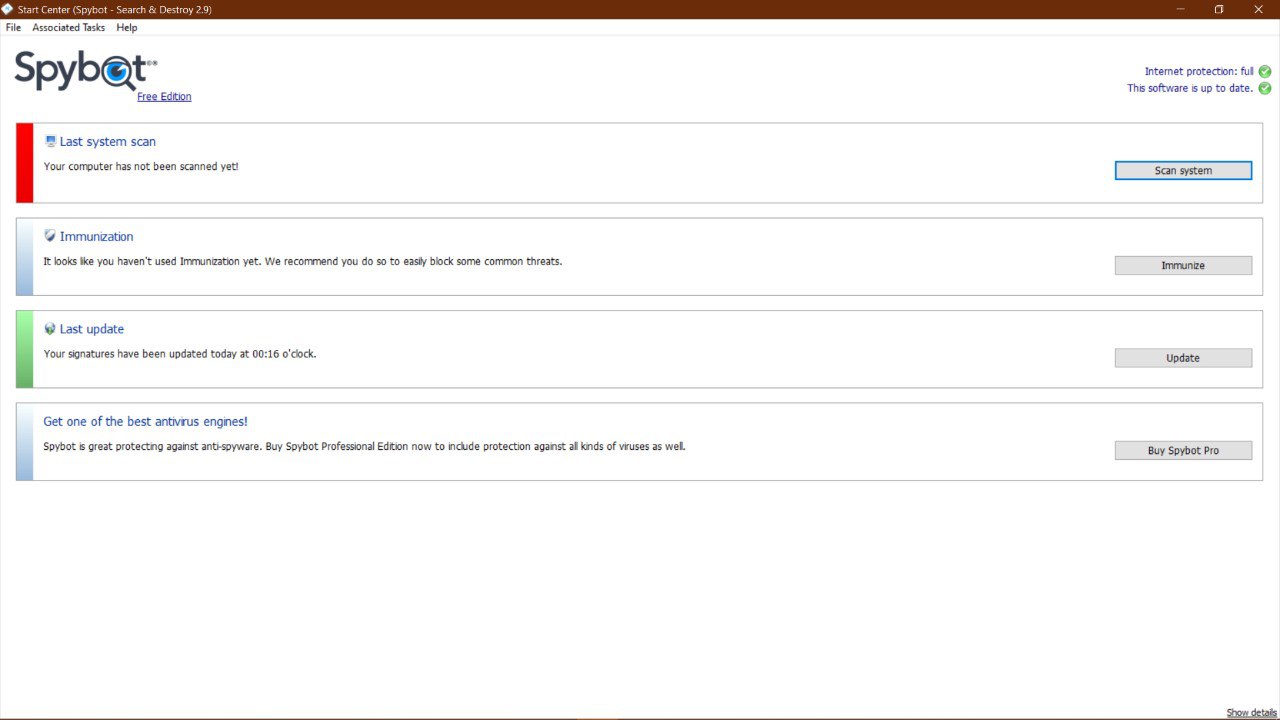 Start Center (Spybot - Search & Destroy 2.9)
File Associated Tasks Help
Spybot
Free Edition
Internet protection: full
This software is up to date.
Last system scan
Your computer has not been scanned yet!
Scan system
Immunization
It looks like you haven't used Immunization yet. We recommend you do so to easily block some common threats.
Immunize
Last update
Your signatures have been updated today at 00:16 o'clock.
Update
Get one of the best antivirus engines!
Spybot is great protecting against anti-spyware. Buy Spybot Professional Edition now to include protection against all kinds of viruses as well.
Buy Spybot Pro
Show details